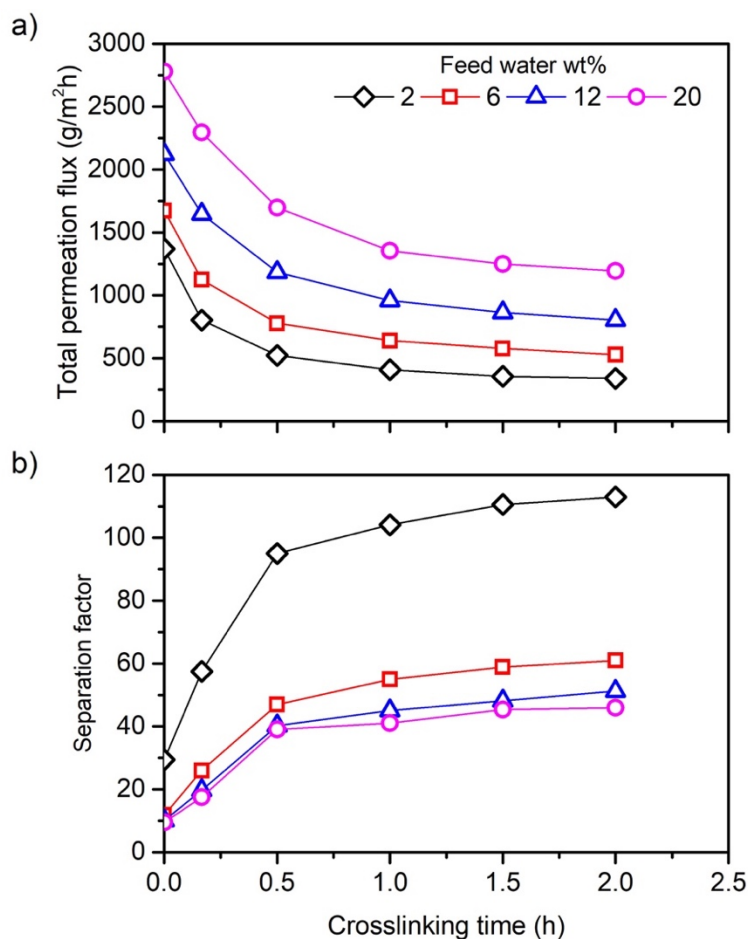 a)
Total permeation flux (g/m²h)
3000
2500
2000
1500
1000
500
0
Feed water wt%
2 6 12 20
b)
Separation factor
120
100
80
60
40
20
0
0.0 0.5 1.0 1.5 2.0 2.5
Crosslinking time (h)